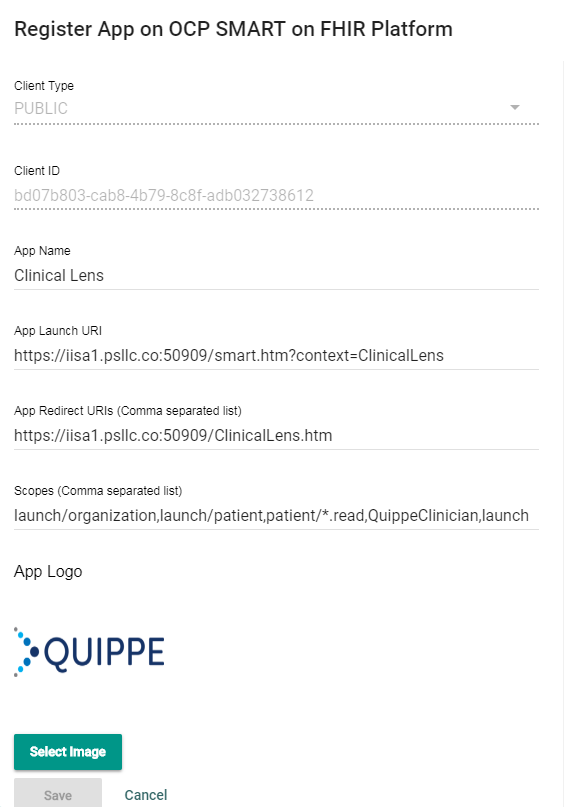 Register App on OCP SMART on FHIR Platform
Client Type
PUBLIC
Client ID
bd07b803-cab8-4b79-8c8f-adb032738612
App Name
Clinical Lens
App Launch URI
https://iisa1.psllc.co:50909/smart.htm?context=ClinicalLens
App Redirect URIs (Comma separated list)
https://iisa1.psllc.co:50909/ClinicalLens.htm
Scopes (Comma separated list)
launch/organization,launch/patient,patient/*.read,QuippeClinician,launch
App Logo
QUIPPE
Select Image
Save Cancel